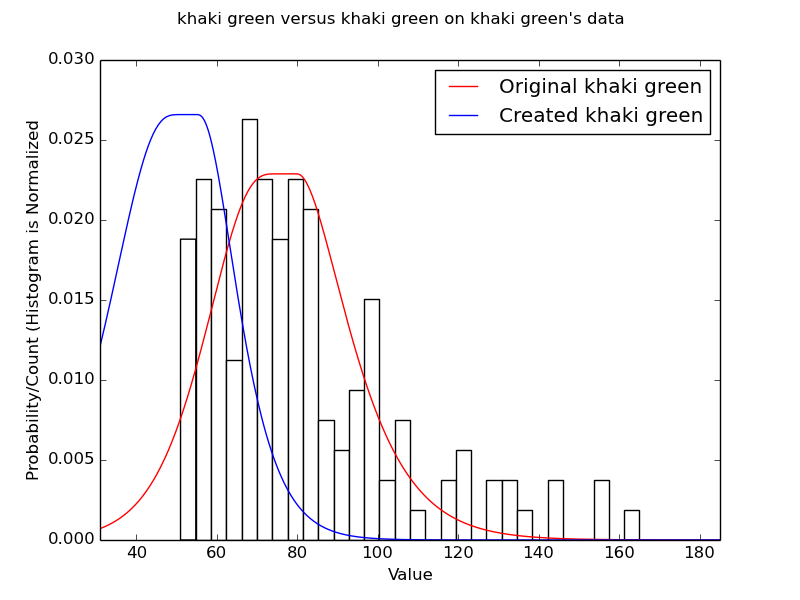 khaki green versus khaki green on khaki green's data
Probability/Count (Histogram is Normalized
0.030
0.025
0.020
0.015
0.010
0.005
0.000
Original khaki green
Created khaki green
40 60 80 100 120 140 160 180
Value